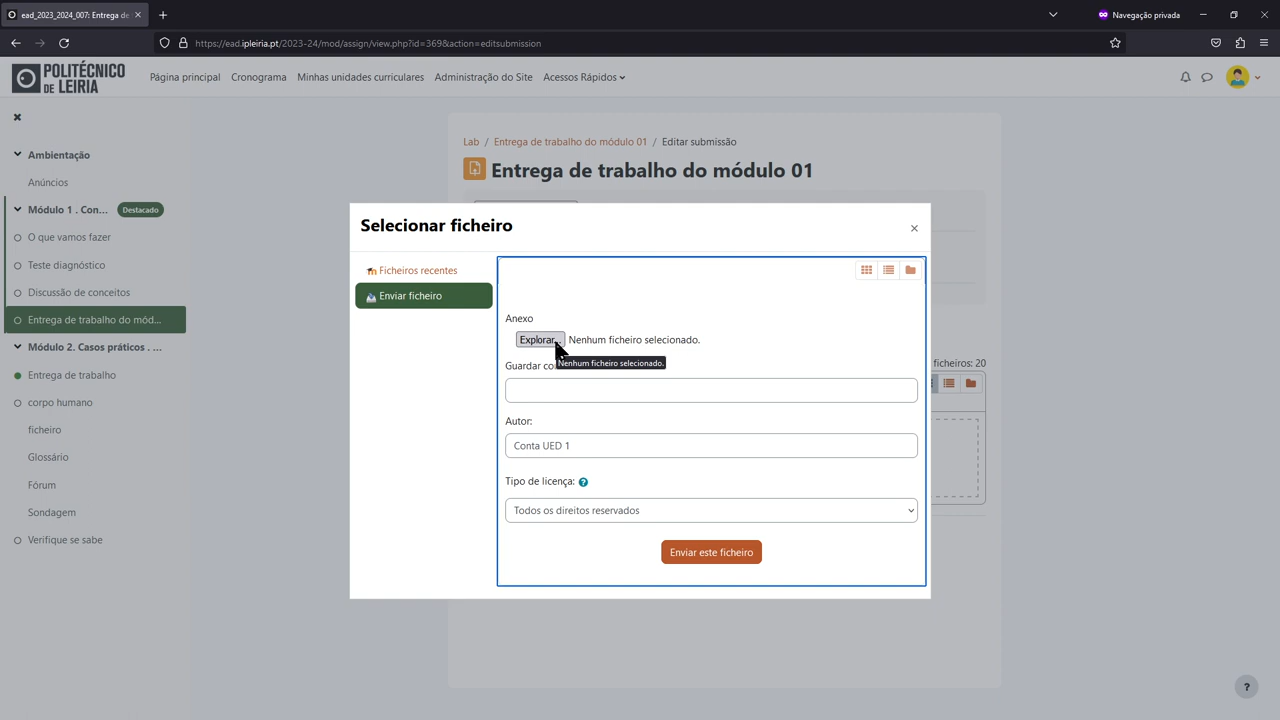 ead_2023_2024_007: Entrega de
Navegação privada
https://ead.ipleiria.pt/2023-24/mod/assign/view.php?id=369&action=editsubmission
POLITÉCNICO
DE LEIRIA
Página principal
Cronograma
Minhas unidades curriculares
Administração do Site
Acessos Rápidos
Ambientação
Anúncios
Módulo 1 . Con...
Destacado
O que vamos fazer
Teste diagnóstico
Discussão de conceitos
Entrega de trabalho do mód...
Módulo 2. Casos práticos . ...
Entrega de trabalho
corpo humano
ficheiro
Glossário
Fórum
Sondagem
Verifique se sabe
Lab / Entrega de trabalho do módulo 01 / Editar submissão
Entrega de trabalho do módulo 01
ficheiros: 20
Selecionar ficheiro
×
Ficheiros recentes
Enviar ficheiro
Anexo
Explorar...
Nenhum ficheiro selecionado.
Nenhum ficheiro selecionado.
Guardar
Autor:
Conta UED 1
Tipo de licença: ?
Todos os direitos reservados
Enviar este ficheiro
?